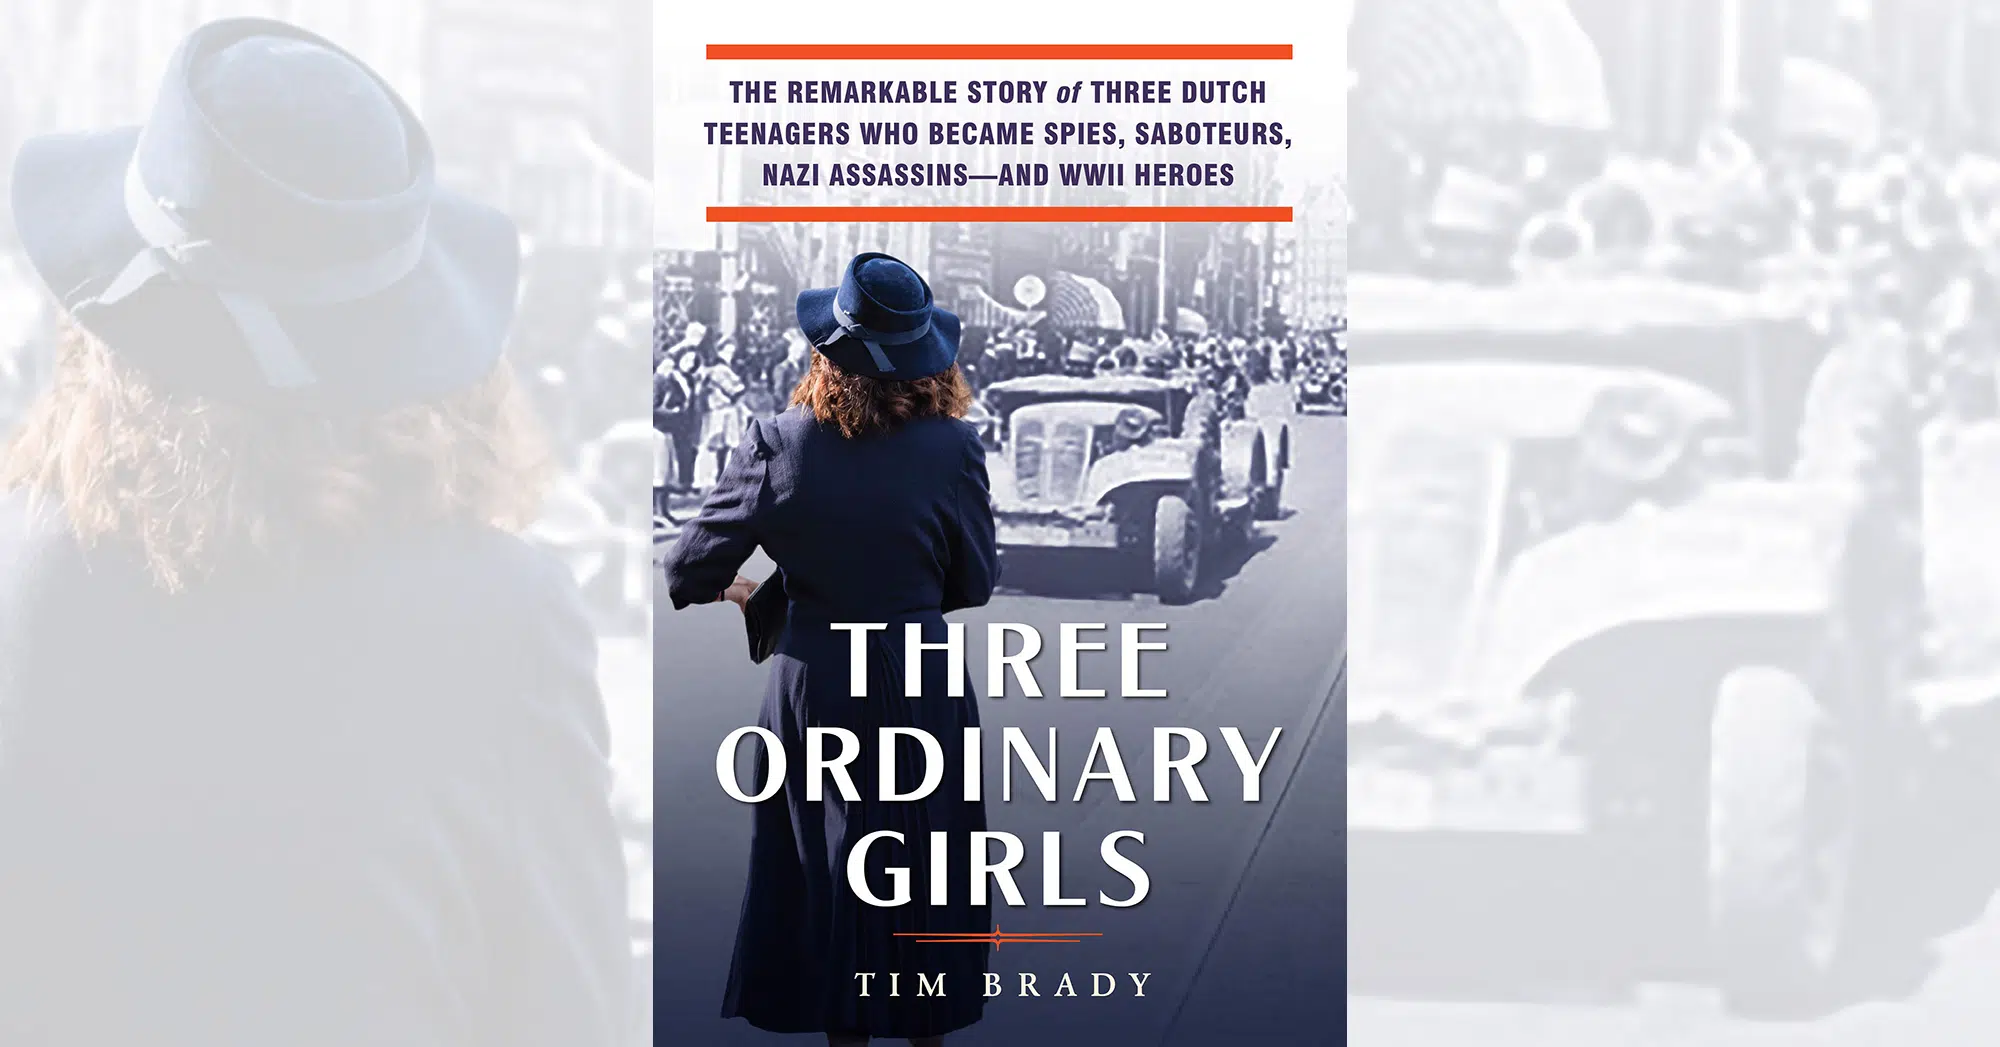 THE REMARKABLE STORY of THREE DUTCH
TEENAGERS WHO BECAME SPIES, SABOTEURS,
NAZI ASSASSINS—AND WWII HEROES
THREE
ORDINARY
GIRLS
TIM BRADY